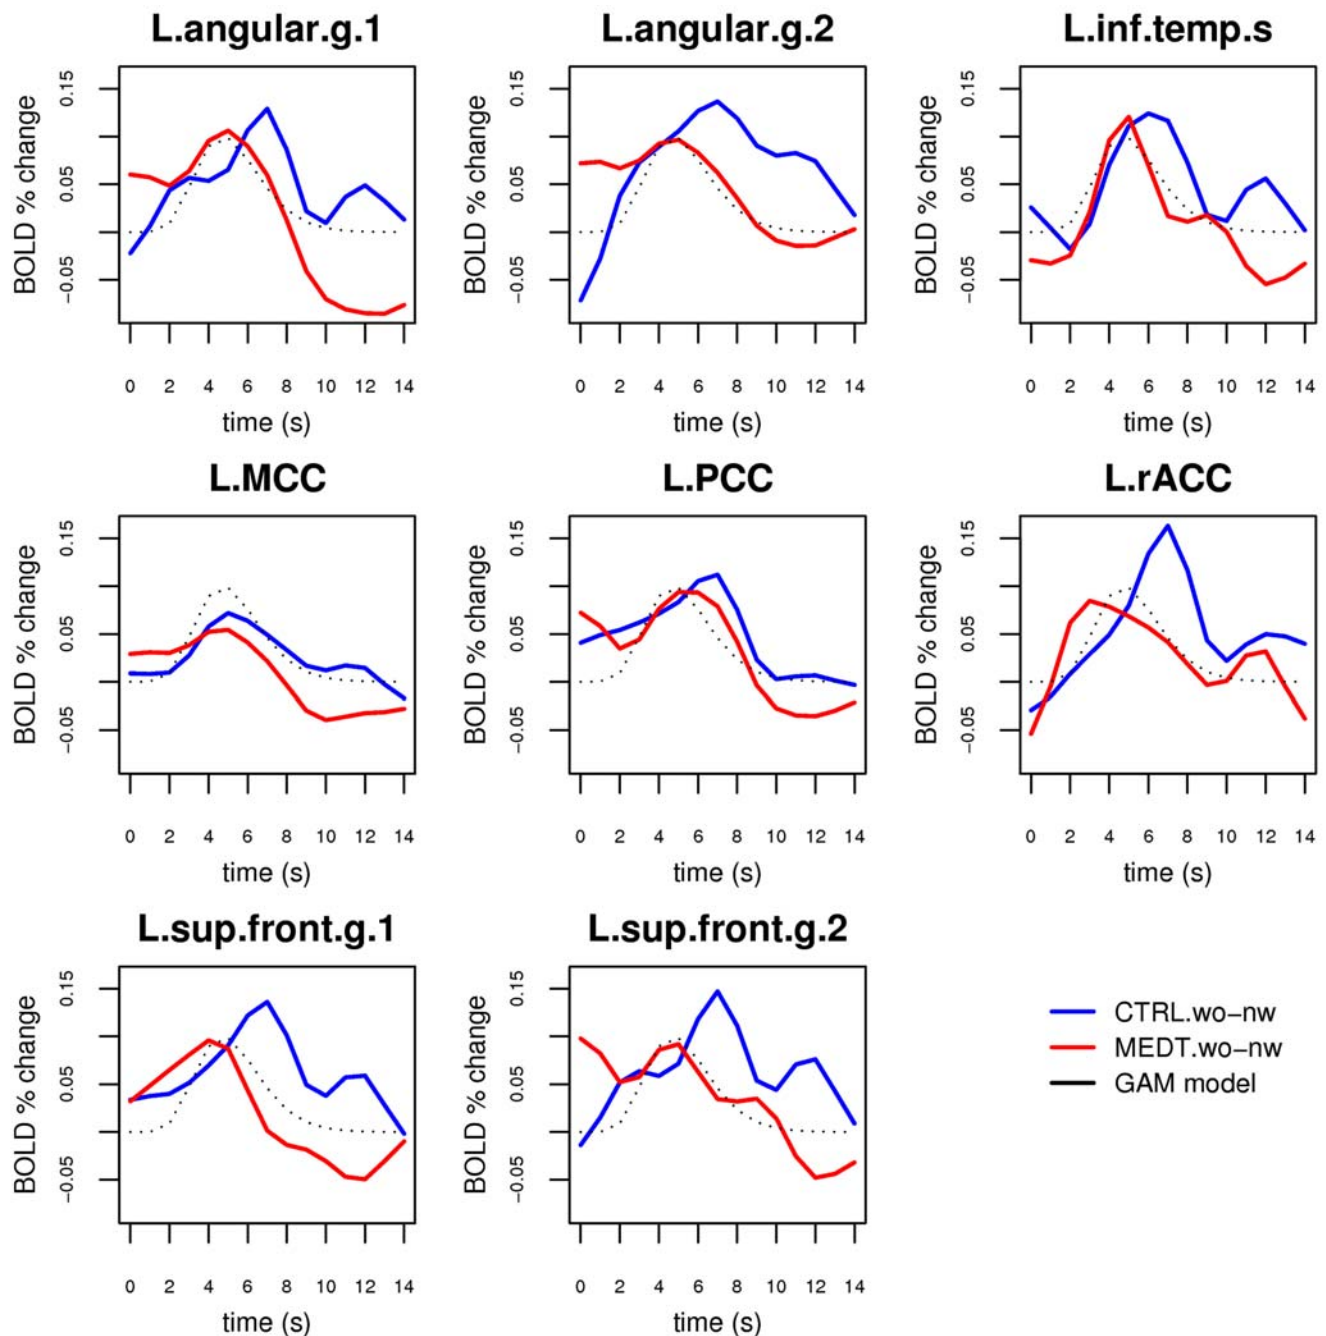 L.angular.g.1 L.angular.g.2 L.inf.temp.s
BOLD % change BOLD % change BOLD % change
0.15 0.15 0.15
0.05 0.05 0.05
−0.05 −0.05 −0.05
0 2 4 6 8 10 12 14 0 2 4 6 8 10 12 14 0 2 4 6 8 10 12 14
time (s) time (s) time (s)
L.MCC L.PCC L.rACC
BOLD % change BOLD % change BOLD % change
0.15 0.15 0.15
0.05 0.05 0.05
−0.05 −0.05 −0.05
0 2 4 6 8 10 12 14 0 2 4 6 8 10 12 14 0 2 4 6 8 10 12 14
time (s) time (s) time (s)
L.sup.front.g.1 L.sup.front.g.2
BOLD % change BOLD % change
0.15 0.15
0.05 0.05
−0.05 −0.05
0 2 4 6 8 10 12 14 0 2 4 6 8 10 12 14
time (s) time (s)
CTRL.wo−nw
MEDT.wo−nw
GAM model